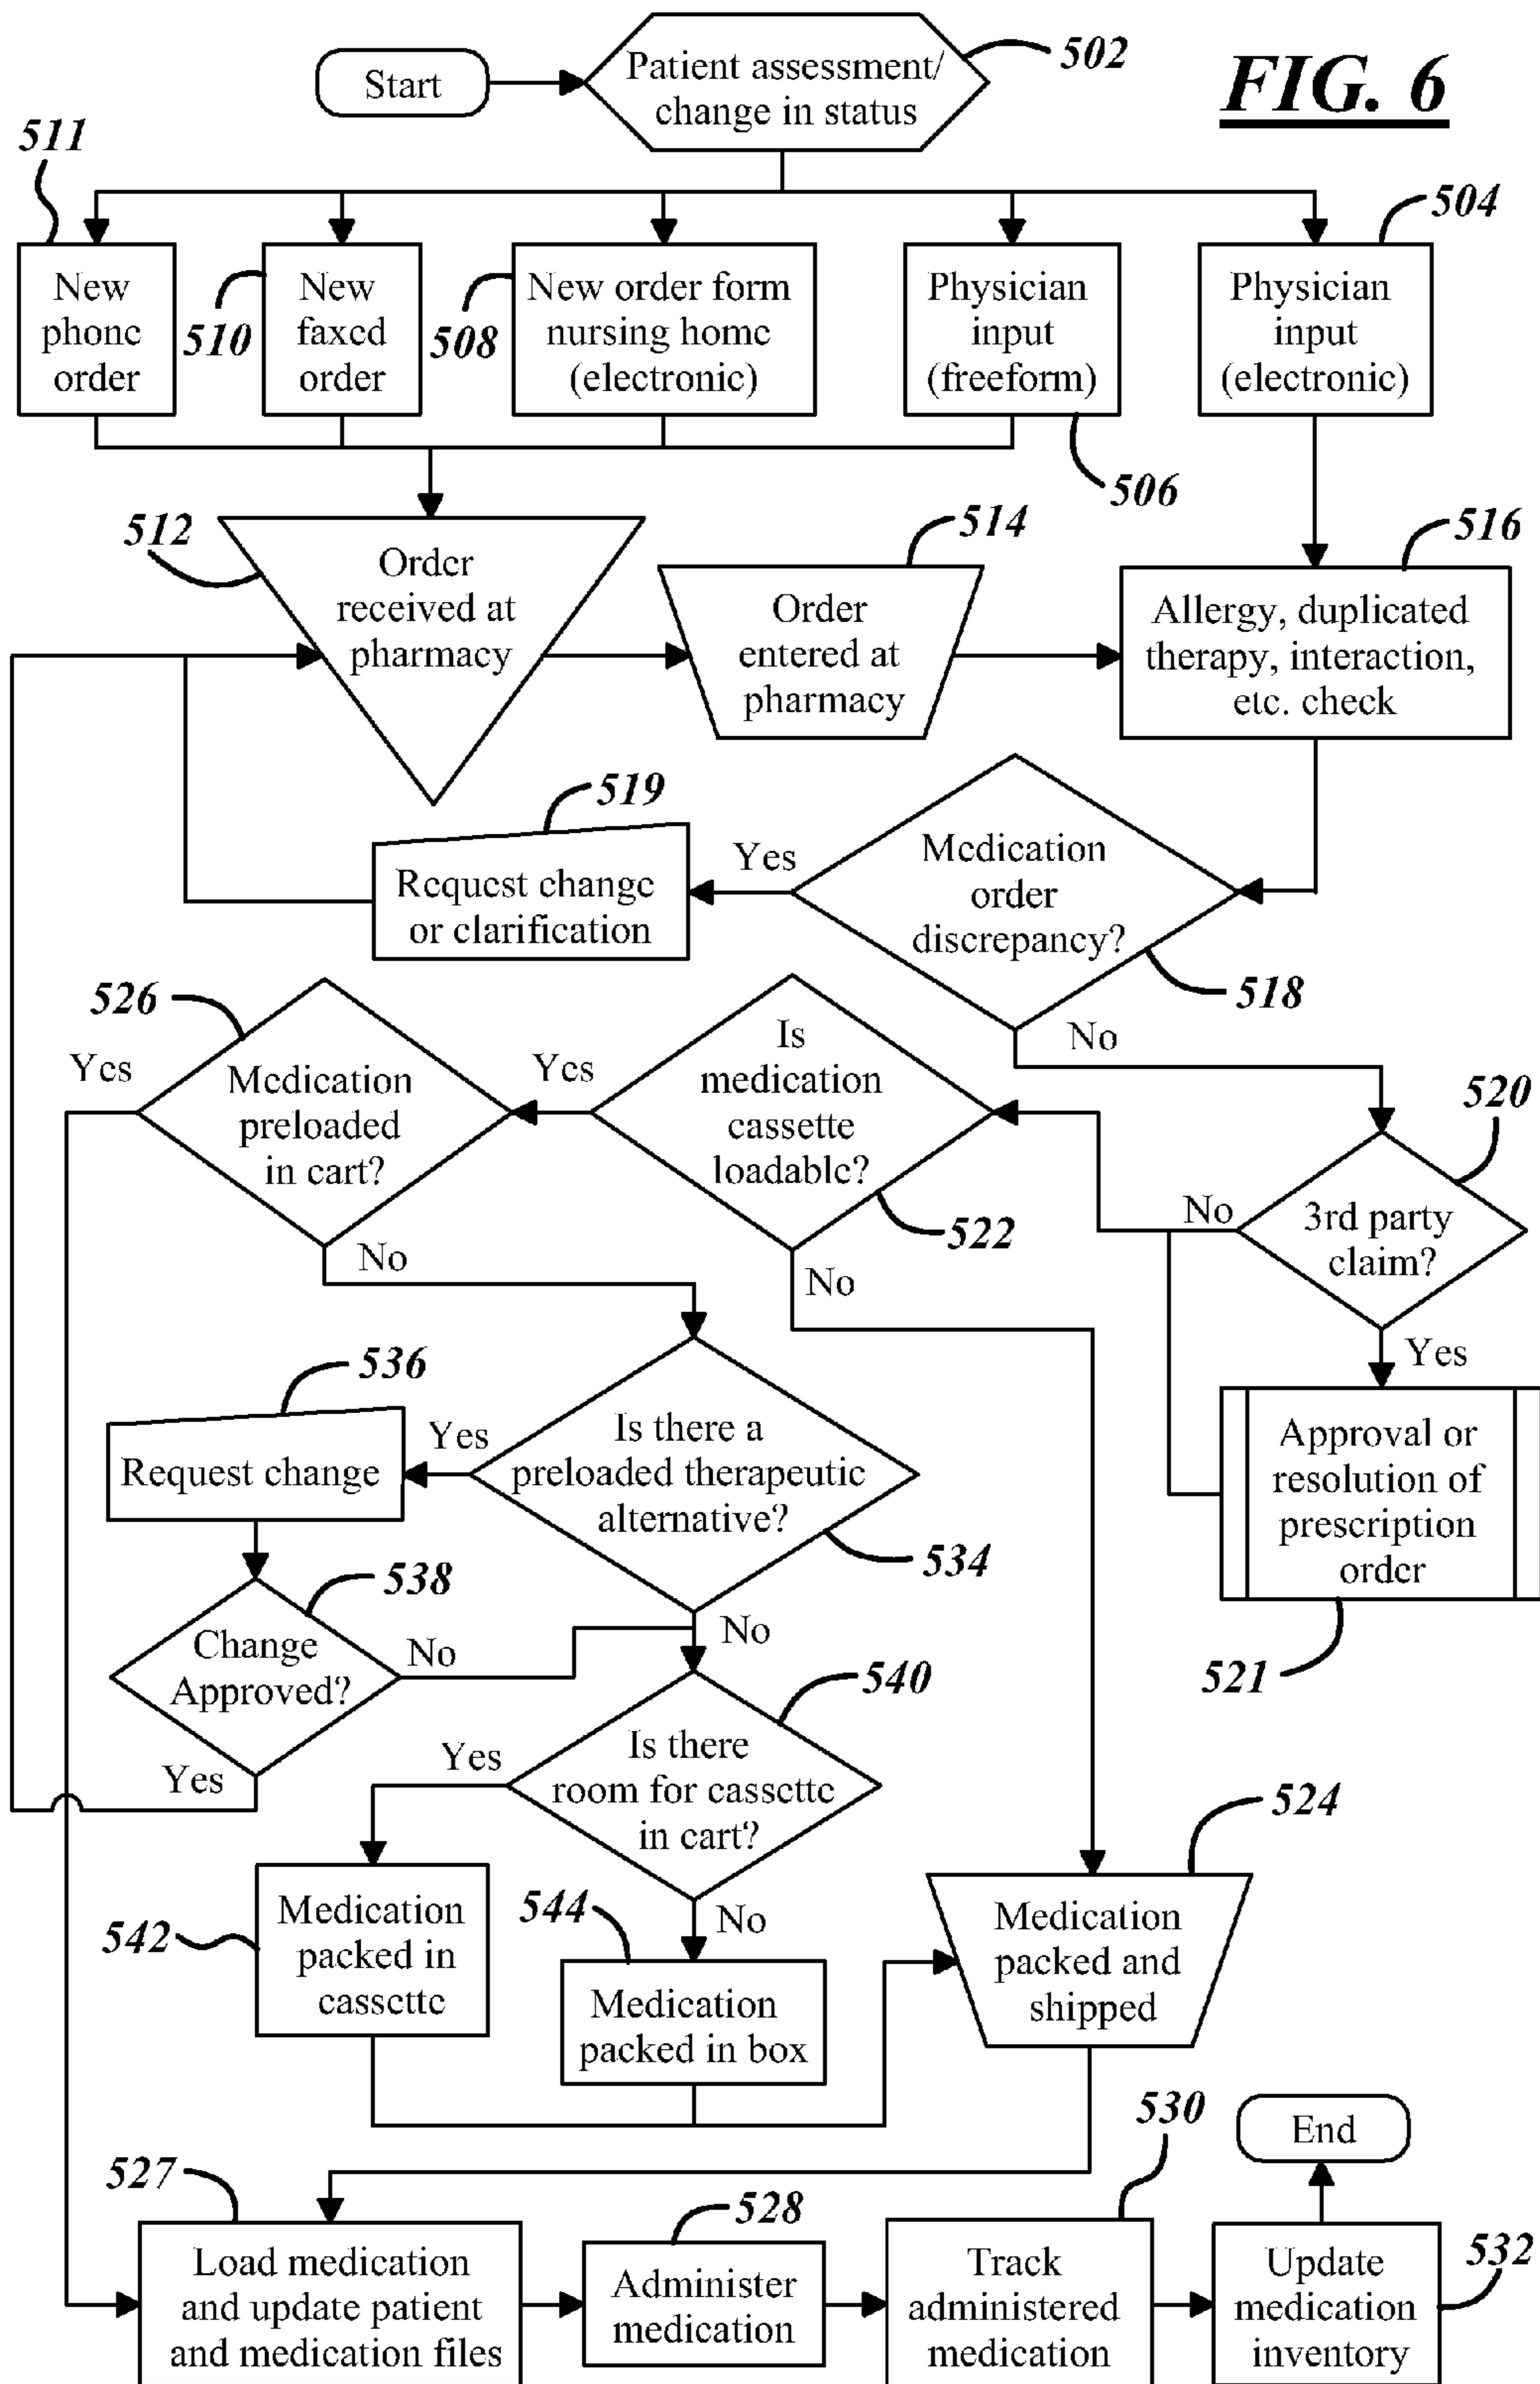 Start
Patient assessment/
change in status
502
FIG. 6
511
504
New
phone
order
510
New
faxed
order
508
New order form
nursing home
(electronic)
Physician
input
(freeform)
Physician
input
(electronic)
506
512
Order
received at
pharmacy
514
Order
entered at
pharmacy
516
Allergy, duplicated
therapy, interaction,
etc. check
519
Request change
or clarification
Yes
Medication
order
discrepancy?
518
No
526
Yes
Medication
preloaded
in cart?
Yes
Is
medication
cassette
loadable?
522
No
520
3rd party
claim?
No
No
Yes
536
Request change
Yes
Is there a
preloaded therapeutic
alternative?
534
Approval or
resolution of
prescription
order
521
538
Change
Approved?
No
No
Yes
540
Is there
room for cassette
in cart?
Yes
No
524
Medication
packed and
shipped
542
Medication
packed in
cassette
544
Medication
packed in box
530
End
527
Load medication
and update patient
and medication files
528
Administer
medication
Track
administered
medication
Update
medication
inventory
532